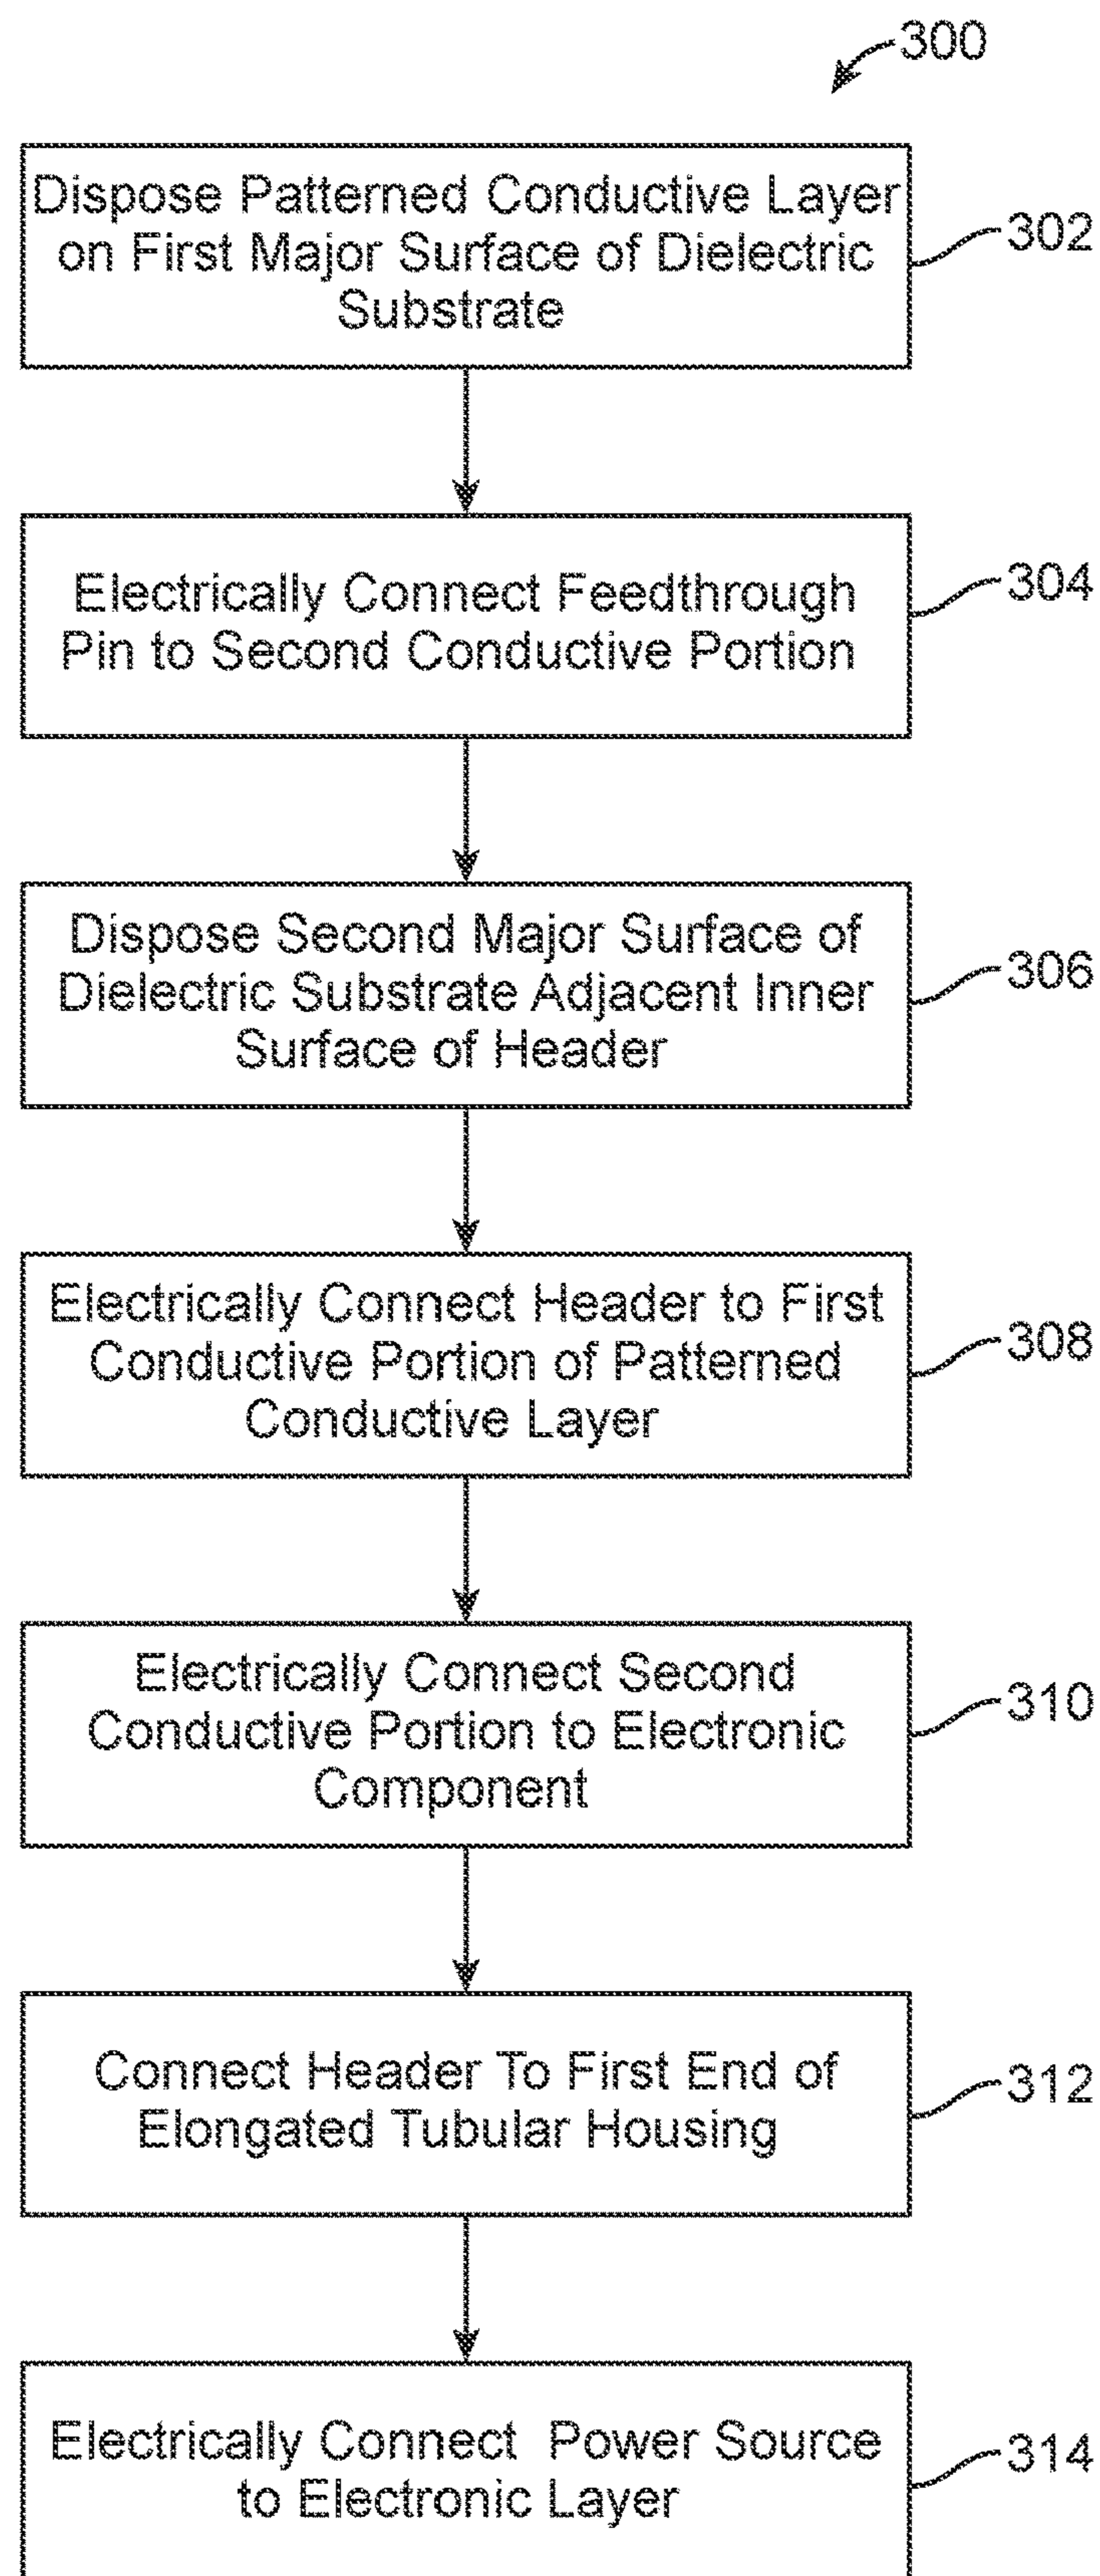 300
Dispose Patterned Conductive Layer
on First Major Surface of Dielectric
Substrate
302
Electrically Connect Feedthrough
Pin to Second Conductive Portion
304
Dispose Second Major Surface of
Dielectric Substrate Adjacent Inner
Surface of Header
306
Electrically Connect Header to First
Conductive Portion of Patterned
Conductive Layer
308
Electrically Connect Second
Conductive Portion to Electronic
Component
310
Connect Header To First End of
Elongated Tubular Housing
312
Electrically Connect Power Source
to Electronic Layer
314